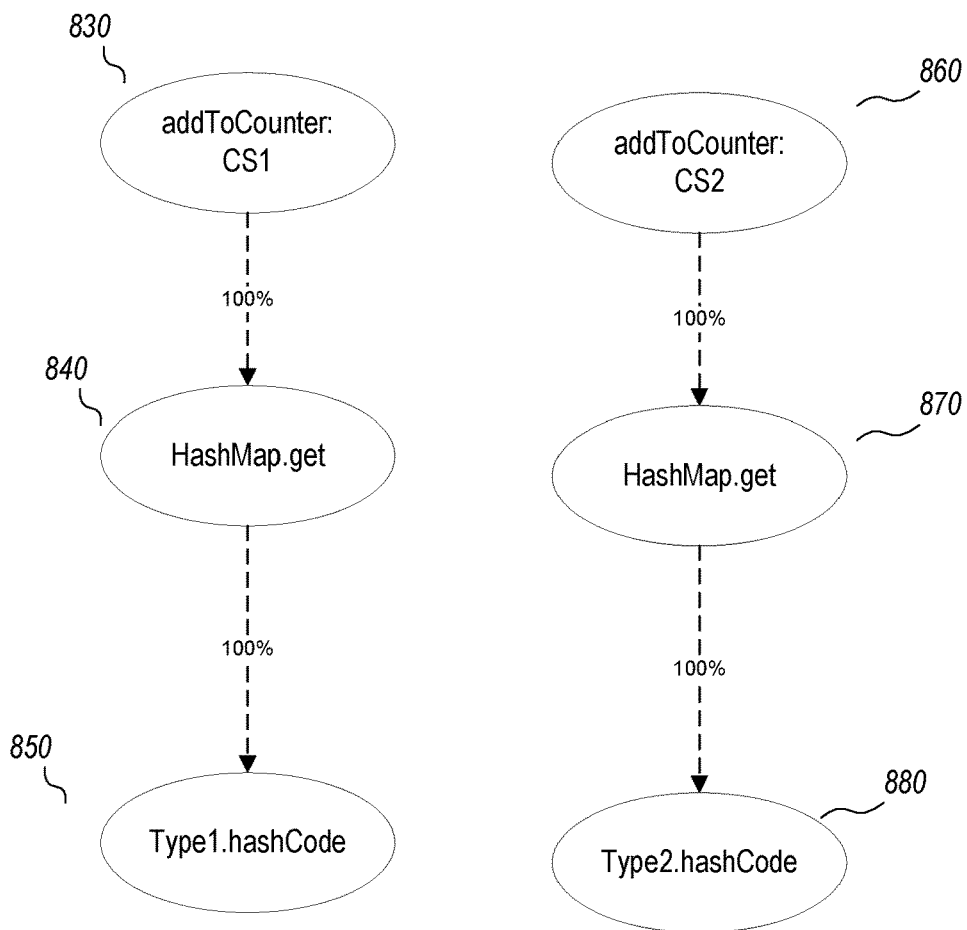 830
addToCounter:
CS1
100%
840
HashMap.get
100%
850
Type1.hashCode
860
addToCounter:
CS2
100%
870
HashMap.get
100%
880
Type2.hashCode